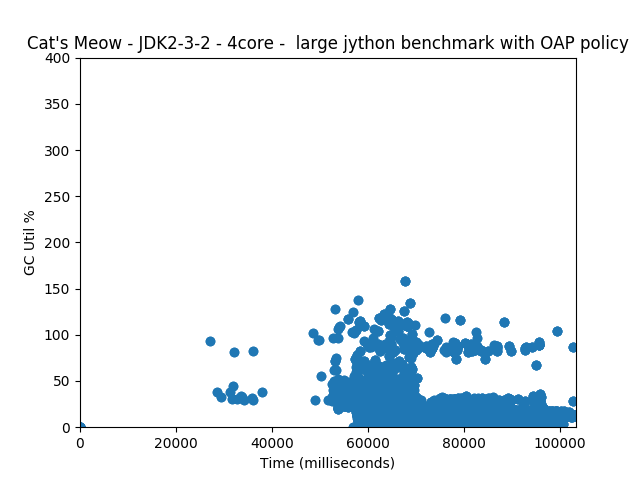 Cat's Meow - JDK2-3-2 - 4core -  large jython benchmark with OAP policy
400
350
300
250
200
150
100
50
0
GC Util %
0 20000 40000 60000 80000 100000
Time (milliseconds)